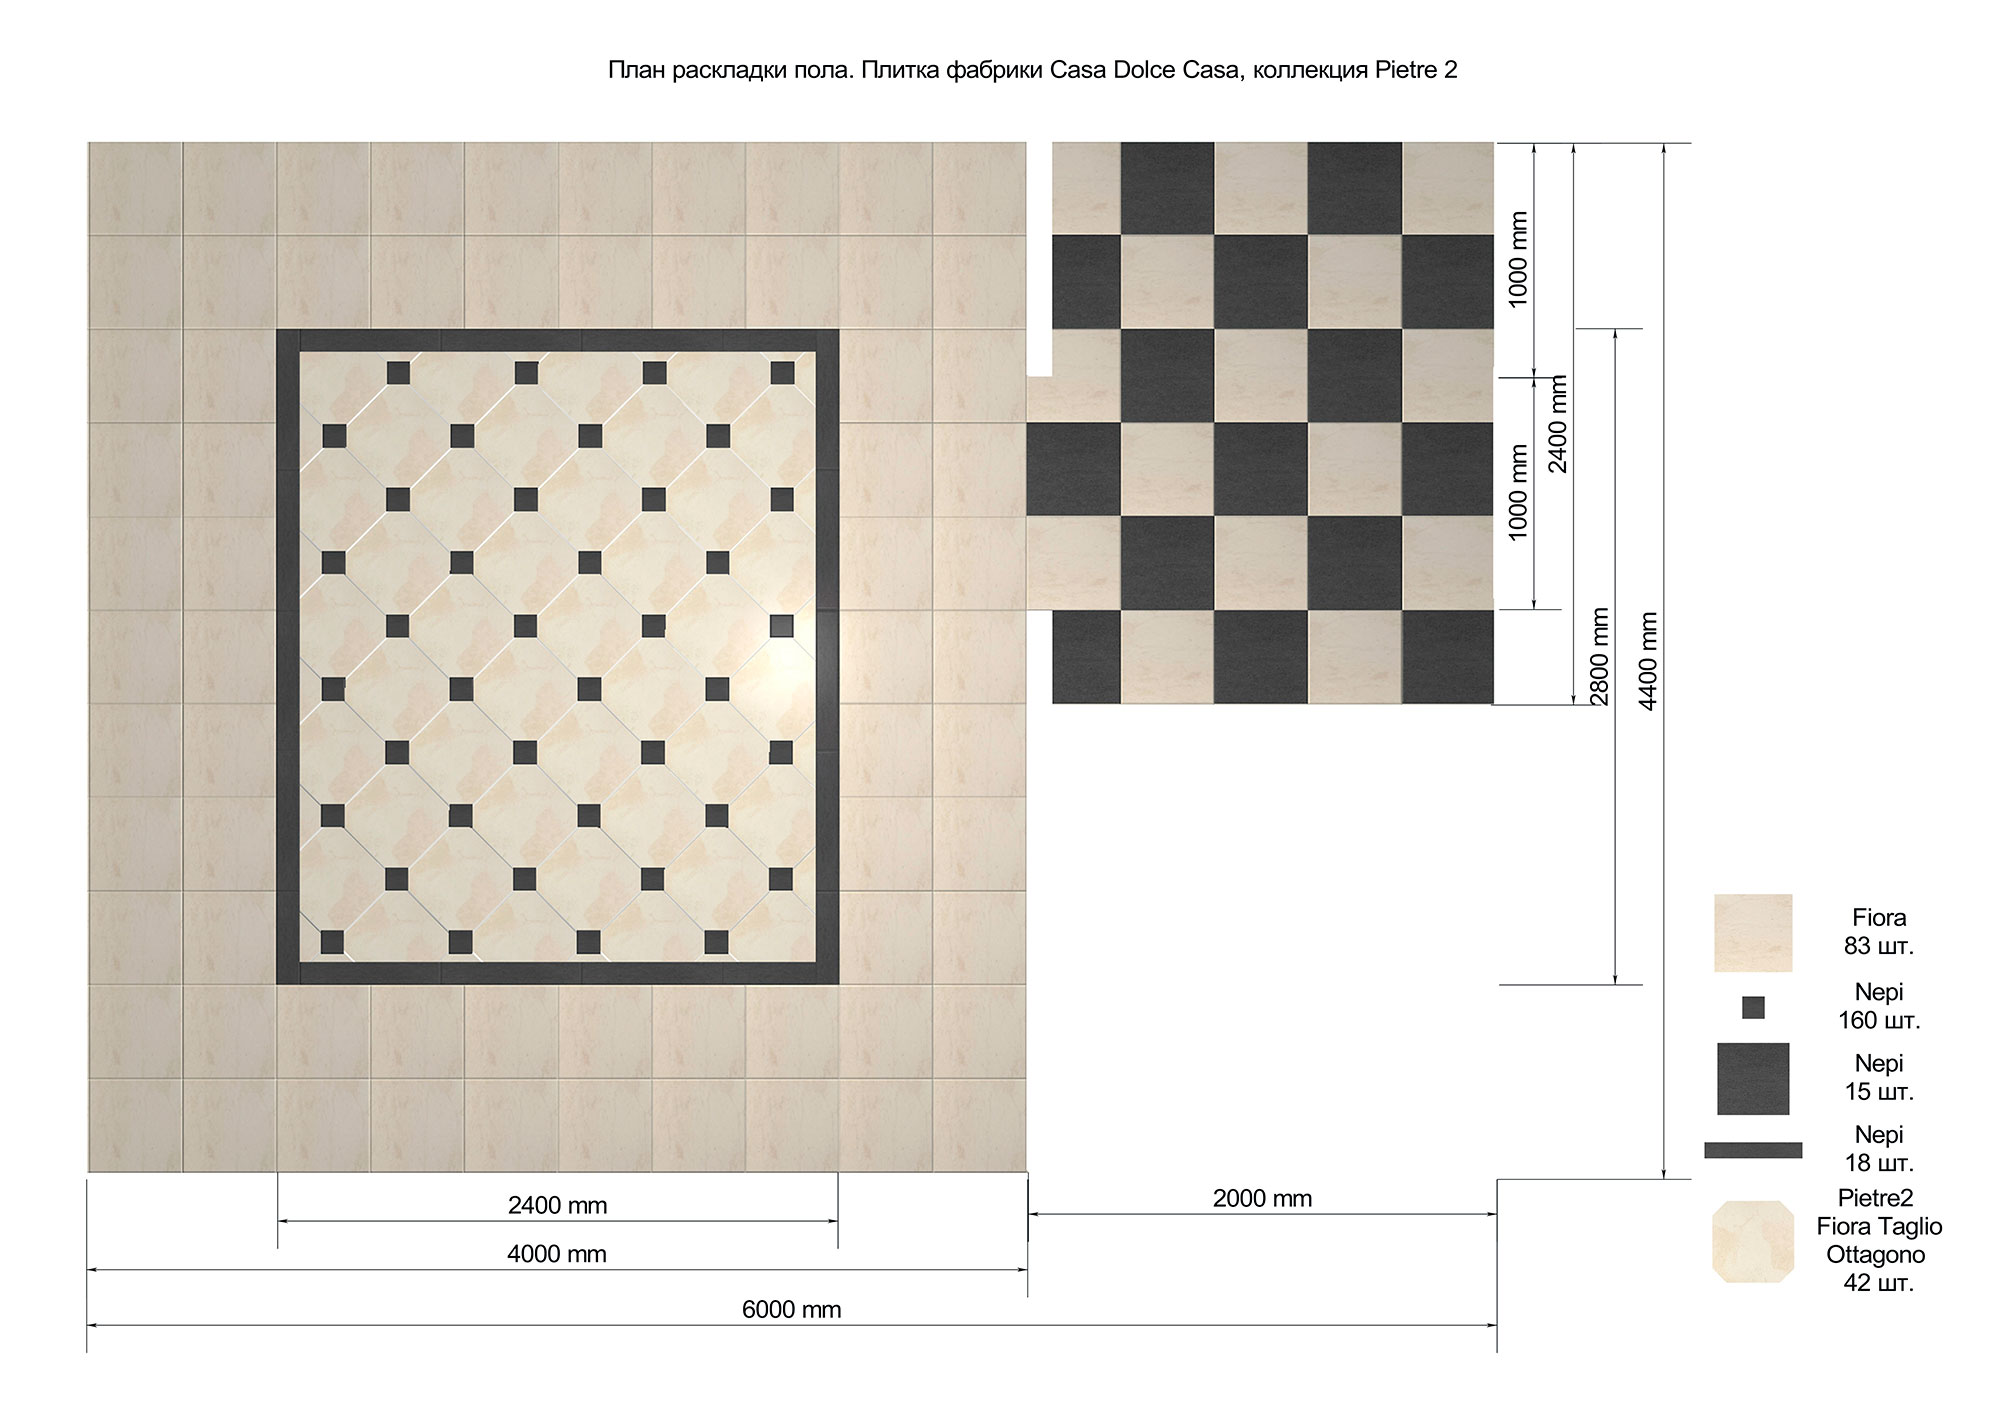 План раскладки пола. Плитка фабрики Casa Dolce Casa, коллекция Pietre 2
1000 mm
2400 mm
1000 mm
2800 mm
4400 mm
Fiora
83 шт.
Nepi
160 шт.
Nepi
15 шт.
Nepi
18 шт.
Pietre2
Fiora Taglio
Ottagono
42 шт.
2400 mm
2000 mm
4000 mm
6000 mm